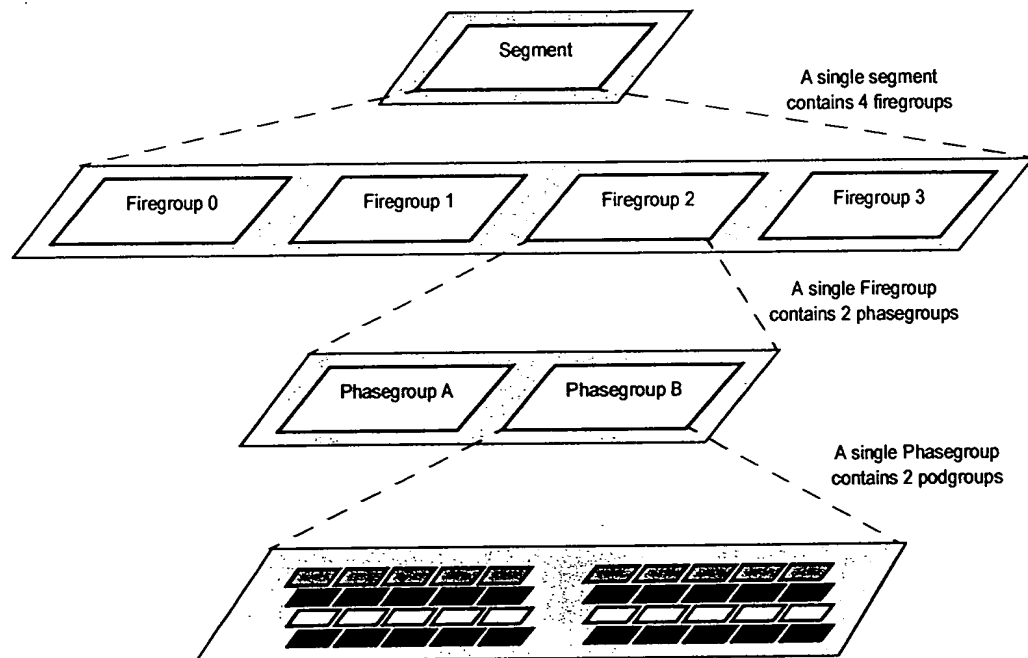 Segment
A single segment
contains 4 firegroups
Firegroup 0
Firegroup 1
Firegroup 2
Firegroup 3
A single Firegroup
contains 2 phasegroups
Phasegroup A
Phasegroup B
A single Phasegroup
contains 2 podgroups